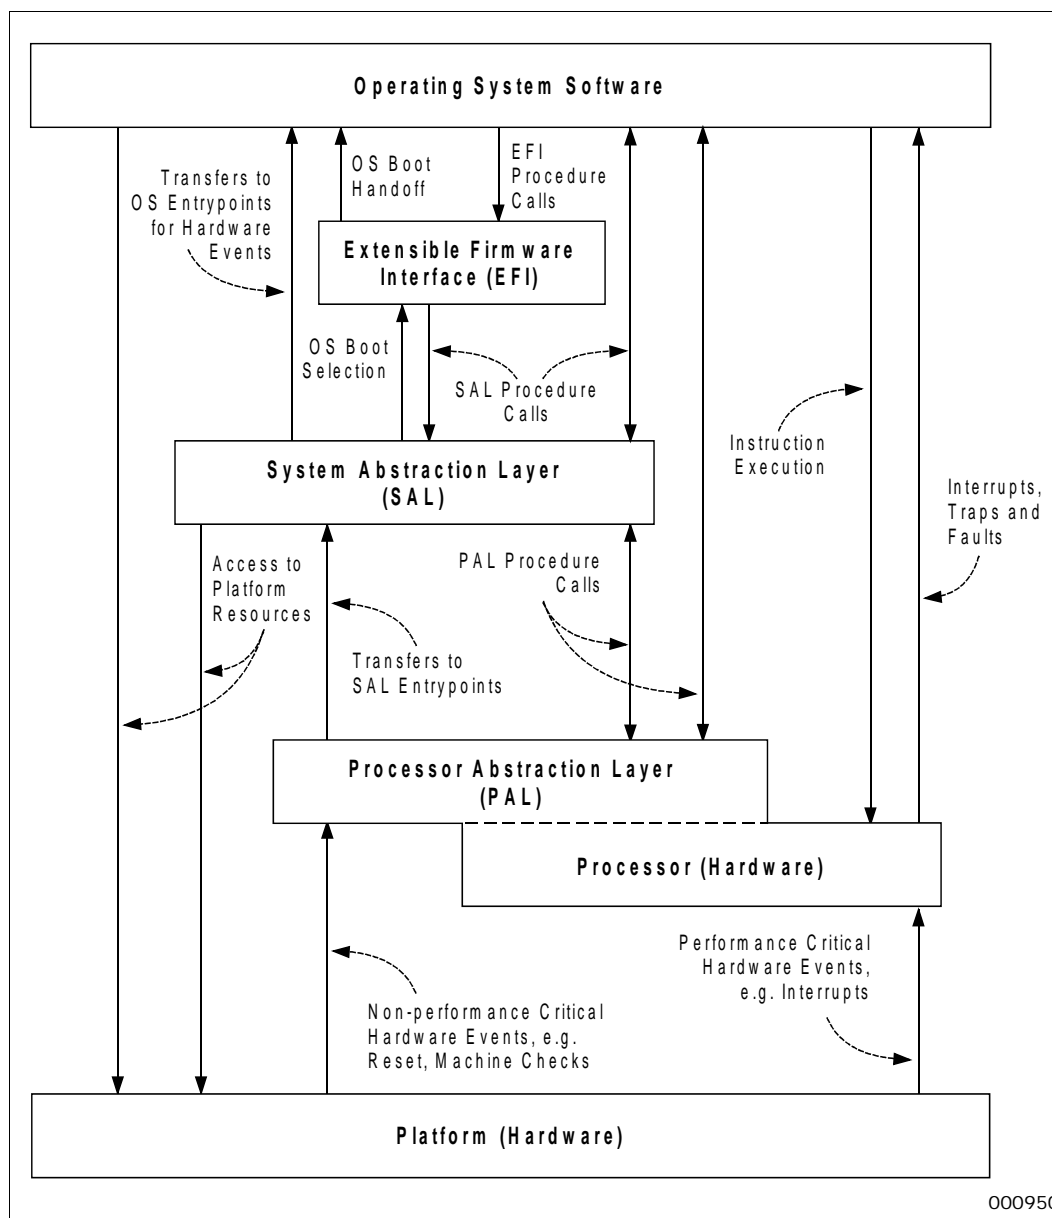 Operating System Software
OS Boot
Handoff
EFI
Procedure
Calls
Transfers to
OS Entrypoints
for Hardware
Events
Extensible Firmware
Interface (EFI)
OS Boot
Selection
SAL Procedure
Calls
Instruction
Execution
System Abstraction Layer
(SAL)
Interrupts,
Traps and
Faults
Access to
Platform
Resources
PAL Procedure
Calls
Transfers to
SAL Entrypoints
Processor Abstraction Layer
(PAL)
Processor (Hardware)
Performance Critical
Hardware Events,
e.g. Interrupts
Non-performance Critical
Hardware Events, e.g.
Reset, Machine Checks
Platform (Hardware)
000950